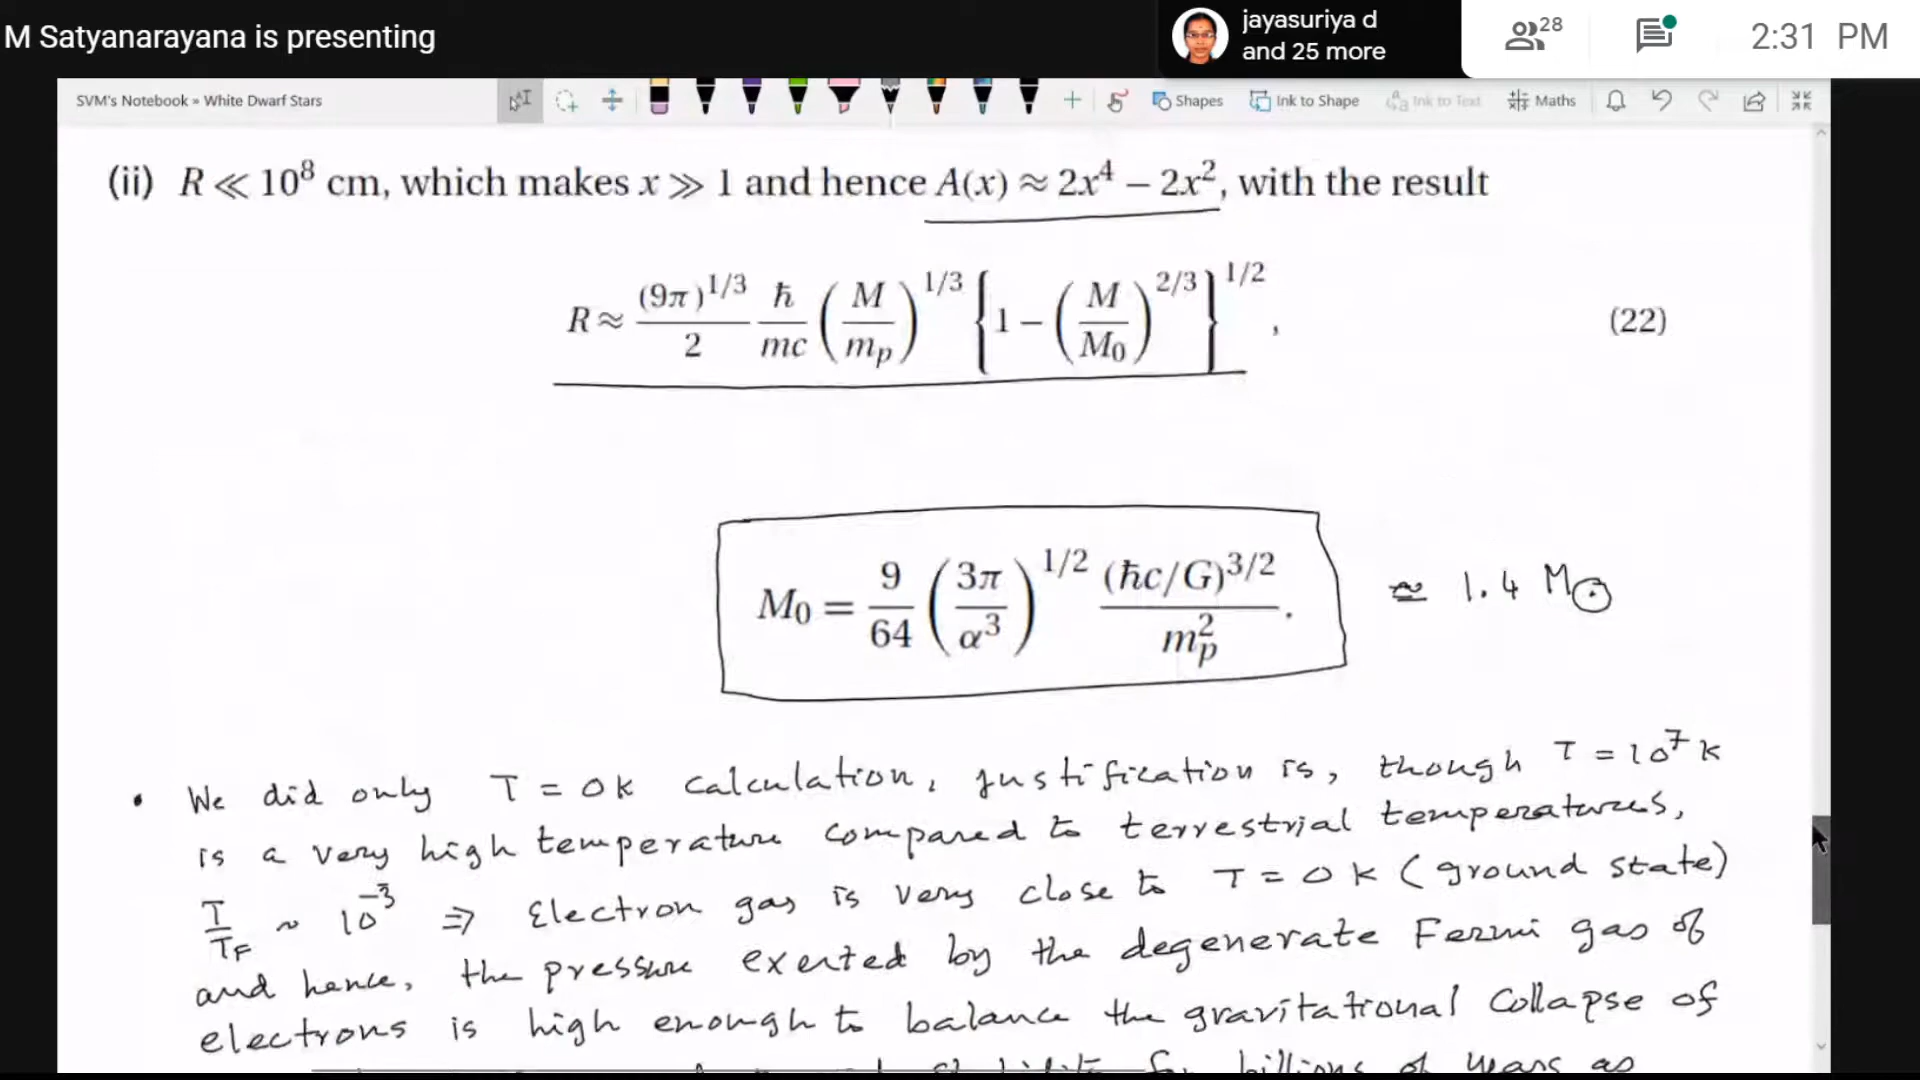 M Satyanarayana is presenting
jayasuriya d
and 25 more
28
2:31 PM
SVM's Notebook » White Dwarf Stars
Shapes
Ink to Shape
Ink to Text
Maths
(ii) R ≪ 10⁸ cm, which makes x ≫ 1 and hence A(x) ≈ 2x⁴ − 2x², with the result
R ≈ (9π)^{1/3}/2 ħ/mc (M/m_p)^{1/3} {1 − (M/M₀)^{2/3}}^{1/2}, (22)
M₀ = 9/64 (3π/α³)^{1/2} (ħc/G)^{3/2}/m_p². ≃ 1.4 M☉
• We did only T = 0K calculation, justification is, though T = 10⁷ K
is a very high temperature compared to terrestrial temperatures,
T/T_F ~ 10⁻³ ⇒ Electron gas is very close to T = 0 K (ground state)
and hence, the pressure exerted by the degenerate Fermi gas of
electrons is high enough to balance the gravitational collapse of
for billions of years as